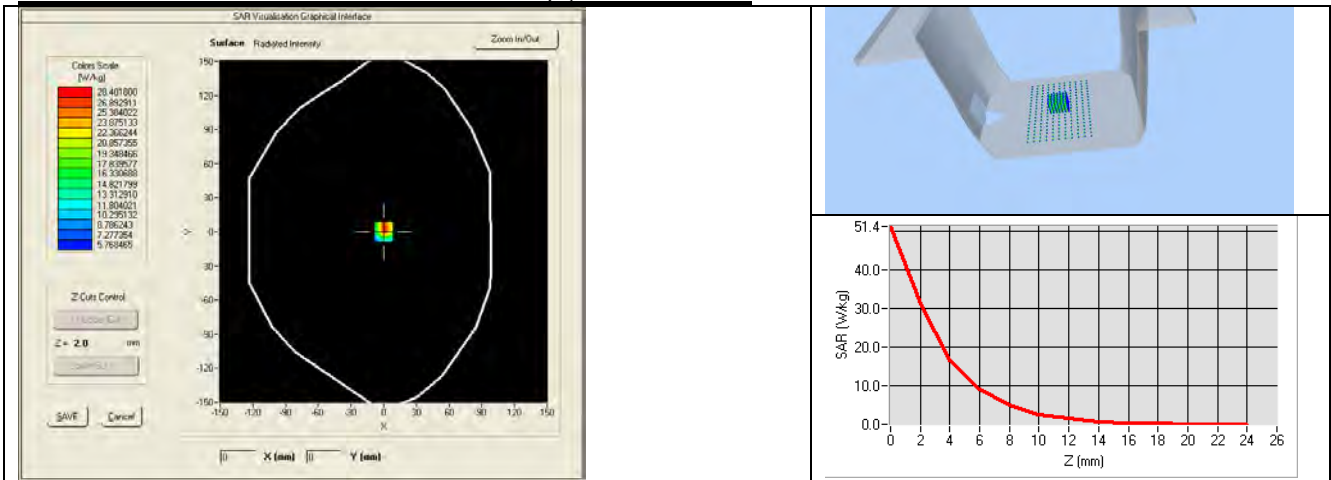 SAR Visualisation Graphical Interface
Surface Radiated Intensity
Zoom In/Out
Colors Scale
(W/kg)
28.401800
26.892911
25.384022
23.875133
22.366244
20.857355
19.348466
17.839577
16.330688
14.821799
13.312910
11.804021
10.295132
8.786243
7.277354
5.768465
150-
120-
90-
60-
30-
0-
-30-
-60-
-90-
-120-
-150-
Y
-150 -120 -90 -60 -30 0 30 60 90 120 150
X
Z Cuts Control
Z = 2.0 mm
SAVE
Cancel
0 X (mm) 0 Y (mm)
51.4-
40.0-
30.0-
20.0-
10.0-
0.0-
SAR (W/kg)
0 2 4 6 8 10 12 14 16 18 20 22 24 26
Z (mm)